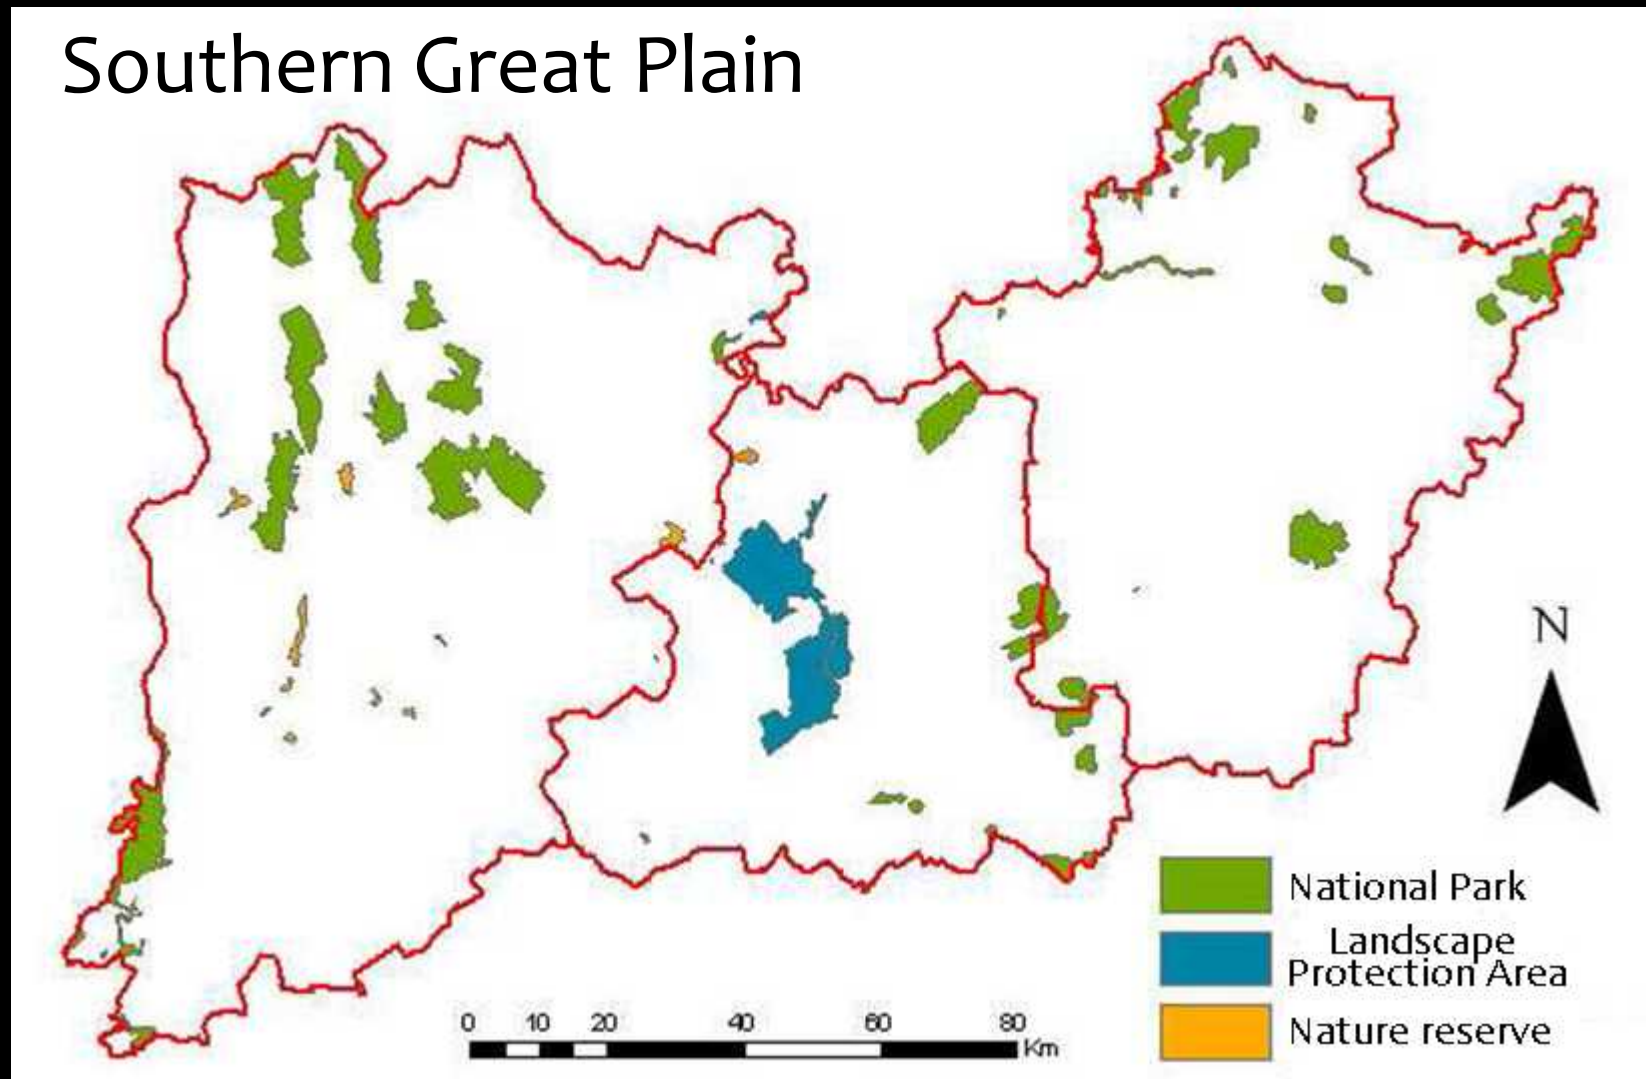 Southern Great Plain
N
National Park
Landscape
Protection Area
Nature reserve
0 10 20 40 60 80
Km